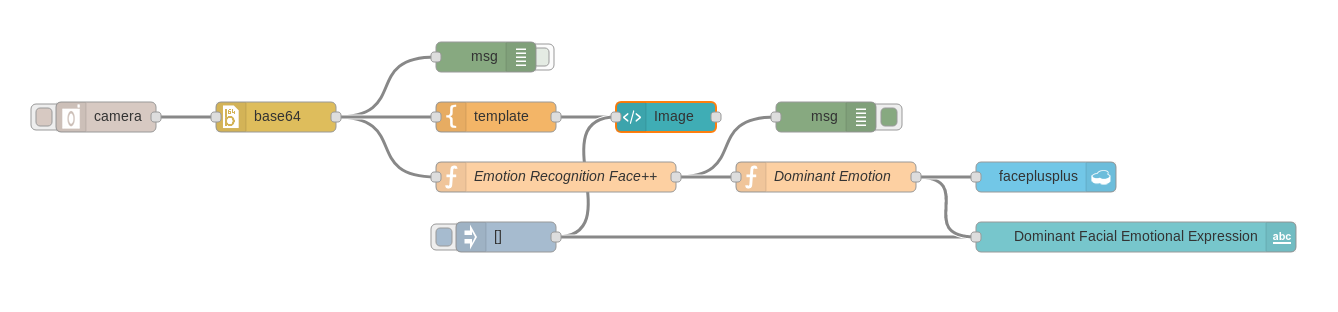 msg
camera
base64
template
Image
msg
Emotion Recognition Face++
Dominant Emotion
faceplusplus
[]
Dominant Facial Emotional Expression
abc